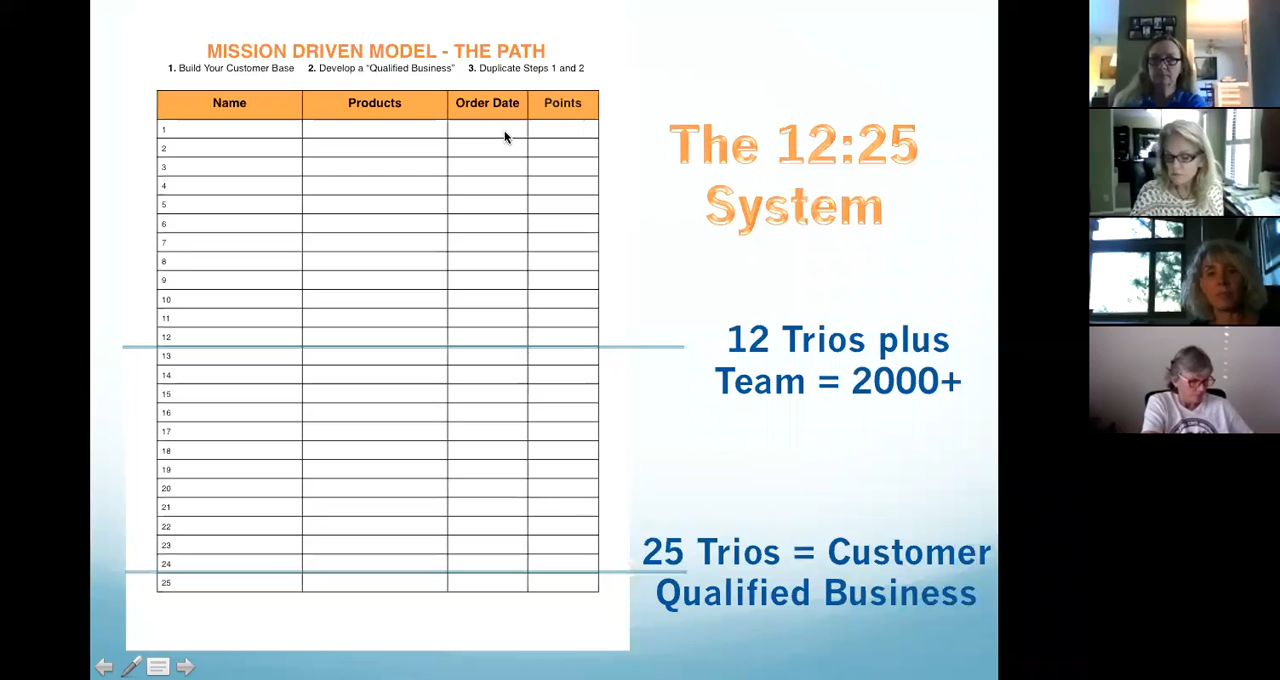 MISSION DRIVEN MODEL - THE PATH
1. Build Your Customer Base 2. Develop a “Qualified Business” 3. Duplicate Steps 1 and 2
Name Products Order Date Points
1
2
3
4
5
6
7
8
9
10
11
12
13
14
15
16
17
18
19
20
21
22
23
24
25
The 12:25
System
12 Trios plus
Team = 2000+
25 Trios = Customer
Qualified Business